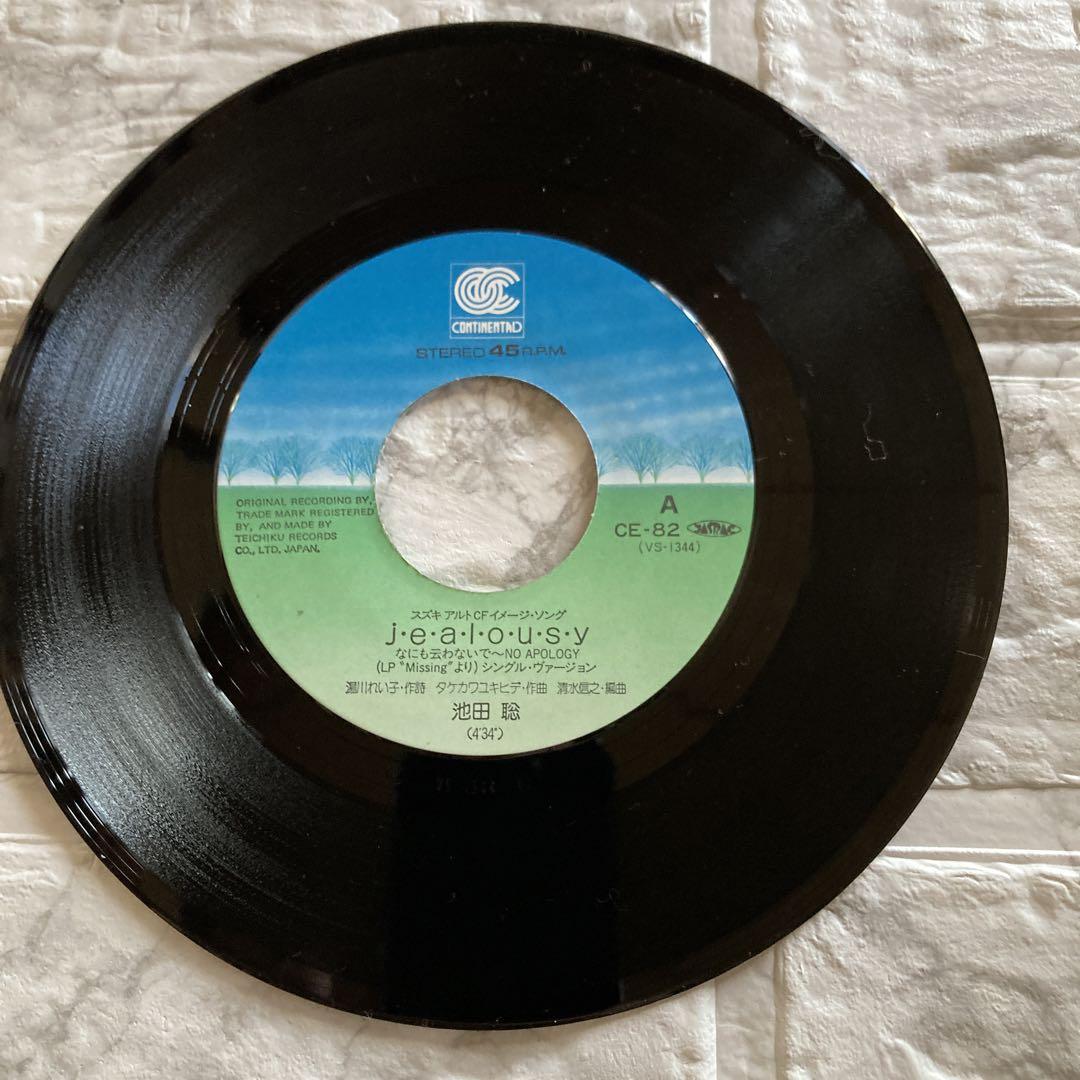 CONTINENTAL
STEREO 45 R.P.M.
ORIGINAL RECORDING BY,
TRADE MARK REGISTERED
BY, AND MADE BY
TEICHIKU RECORDS
CO., LTD. JAPAN.
A
CE-82 JASRAC
(VS-1344)
スズキ アルトCFイメージ・ソング
j・e・a・l・o・u・s・y
なにも云わないで〜NO APOLOGY
(LP “Missing”より) シングル・ヴァージョン
湯川れい子・作詩 タケカワユキヒデ・作曲 清水信之・編曲
池田 聡
(4'34")